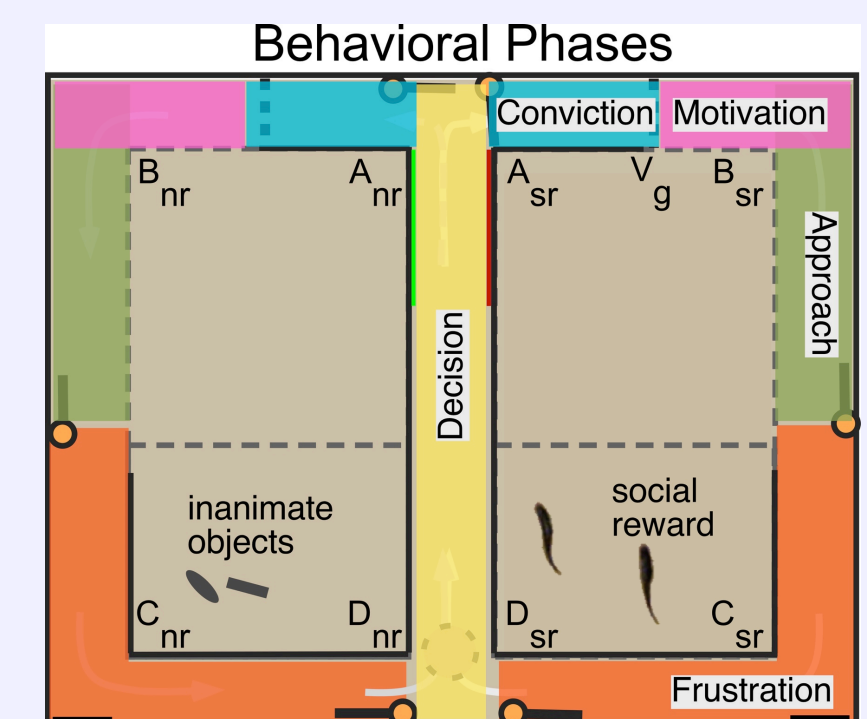 Behavioral Phases
Conviction
Motivation
B nr
A nr
A sr
V g
B sr
Approach
Decision
inanimate
objects
social
reward
C nr
D nr
D sr
C sr
Frustration